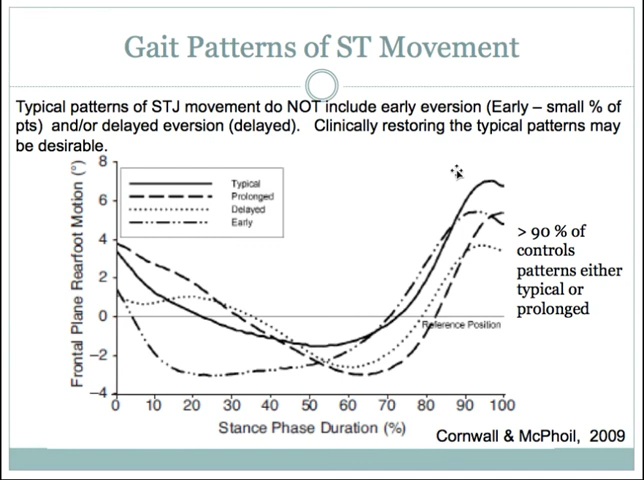 Gait Patterns of ST Movement
Typical patterns of STJ movement do NOT include early eversion (Early – small % of
pts) and/or delayed eversion (delayed). Clinically restoring the typical patterns may
be desirable.
Frontal Plane Rearfoot Motion (°)
8
6
4
2
0
−2
−4
Typical
Prolonged
Delayed
Early
Reference Position
0 10 20 30 40 50 60 70 80 90 100
Stance Phase Duration (%)
> 90 % of
controls
patterns either
typical or
prolonged
Cornwall & McPhoil, 2009